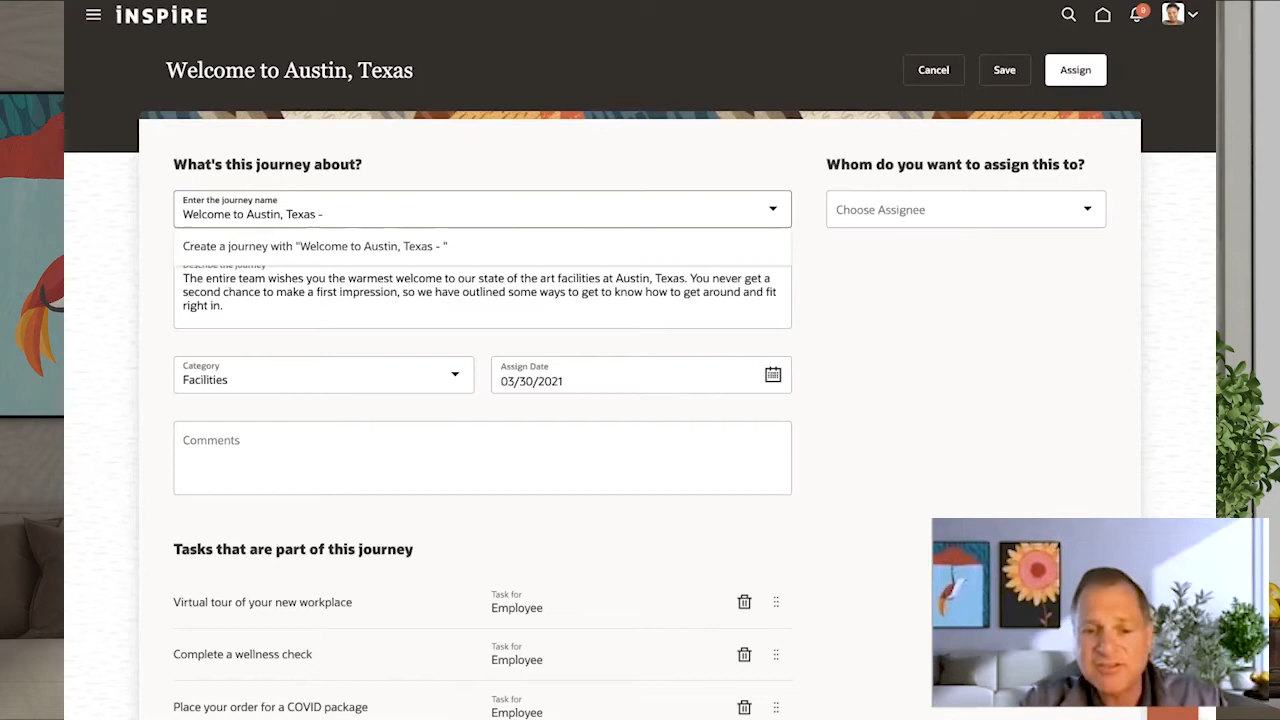 INSPIRE
Welcome to Austin, Texas
Cancel
Save
Assign
What's this journey about?
Whom do you want to assign this to?
Enter the journey name
Welcome to Austin, Texas -
Choose Assignee
Create a journey with "Welcome to Austin, Texas - "
Describe the journey
The entire team wishes you the warmest welcome to our state of the art facilities at Austin, Texas. You never get a
second chance to make a first impression, so we have outlined some ways to get to know how to get around and fit
right in.
Category
Facilities
Assign Date
03/30/2021
Comments
Tasks that are part of this journey
Virtual tour of your new workplace
Task for
Employee
Complete a wellness check
Task for
Employee
Place your order for a COVID package
Task for
Employee